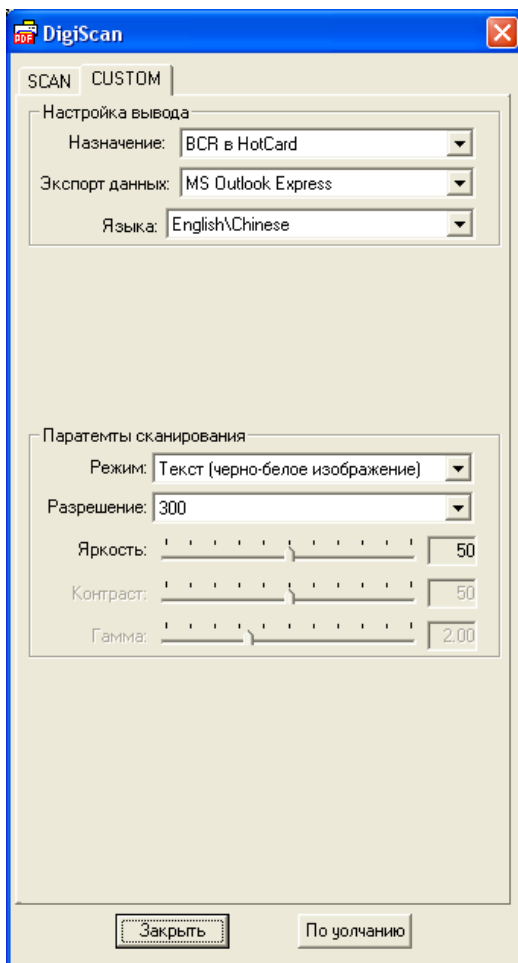 PDF DigiScan
SCAN CUSTOM
Настройка вывода
Назначение: BCR в HotCard
Экспорт данных: MS Outlook Express
Языка: English\Chinese
Паратемты сканирования
Режим: Текст (черно-белое изображение)
Разрешение: 300
Яркость: 50
Контраст: 50
Гамма: 2.00
Закрыть По уолчанию